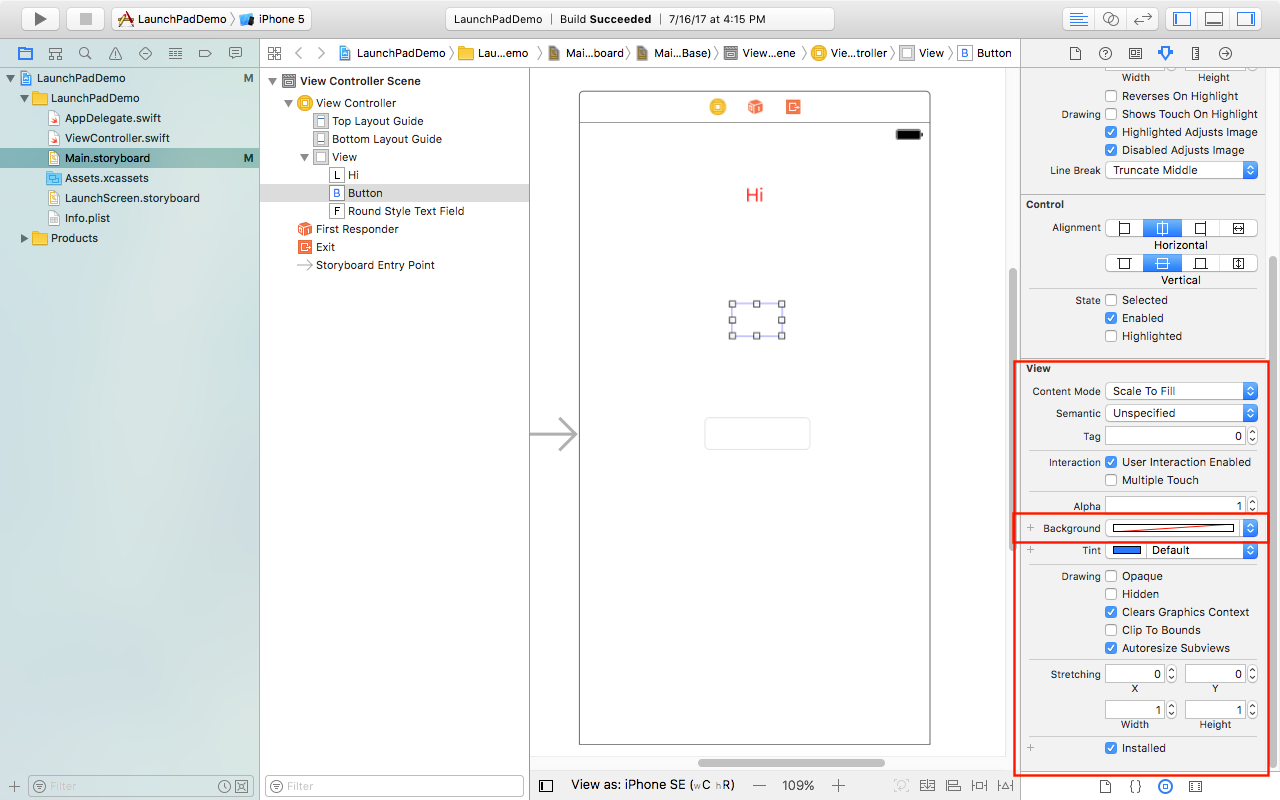 LaunchPadDemo iPhone 5
LaunchPadDemo Build Succeeded 7/16/17 at 4:15 PM
LaunchPadDemo Lau...emo Mai...board Mai...Base) View...ene Vie...troller View B Button
LaunchPadDemo M
LaunchPadDemo
AppDelegate.swift
ViewController.swift
Main.storyboard M
Assets.xcassets
LaunchScreen.storyboard
Info.plist
Products
Filter
View Controller Scene
View Controller
Top Layout Guide
Bottom Layout Guide
View
L Hi
B Button
F Round Style Text Field
First Responder
Exit
Storyboard Entry Point
Filter
Hi
View as: iPhone SE (wC hR) 109%
Width Height
Reverses On Highlight
Drawing Shows Touch On Highlight
Highlighted Adjusts Image
Disabled Adjusts Image
Line Break Truncate Middle
Control
Alignment
Horizontal
Vertical
State Selected
Enabled
Highlighted
View
Content Mode Scale To Fill
Semantic Unspecified
Tag 0
Interaction User Interaction Enabled
Multiple Touch
Alpha 1
Background
Tint Default
Drawing Opaque
Hidden
Clears Graphics Context
Clip To Bounds
Autoresize Subviews
Stretching 0 0
X Y
1 1
Width Height
Installed